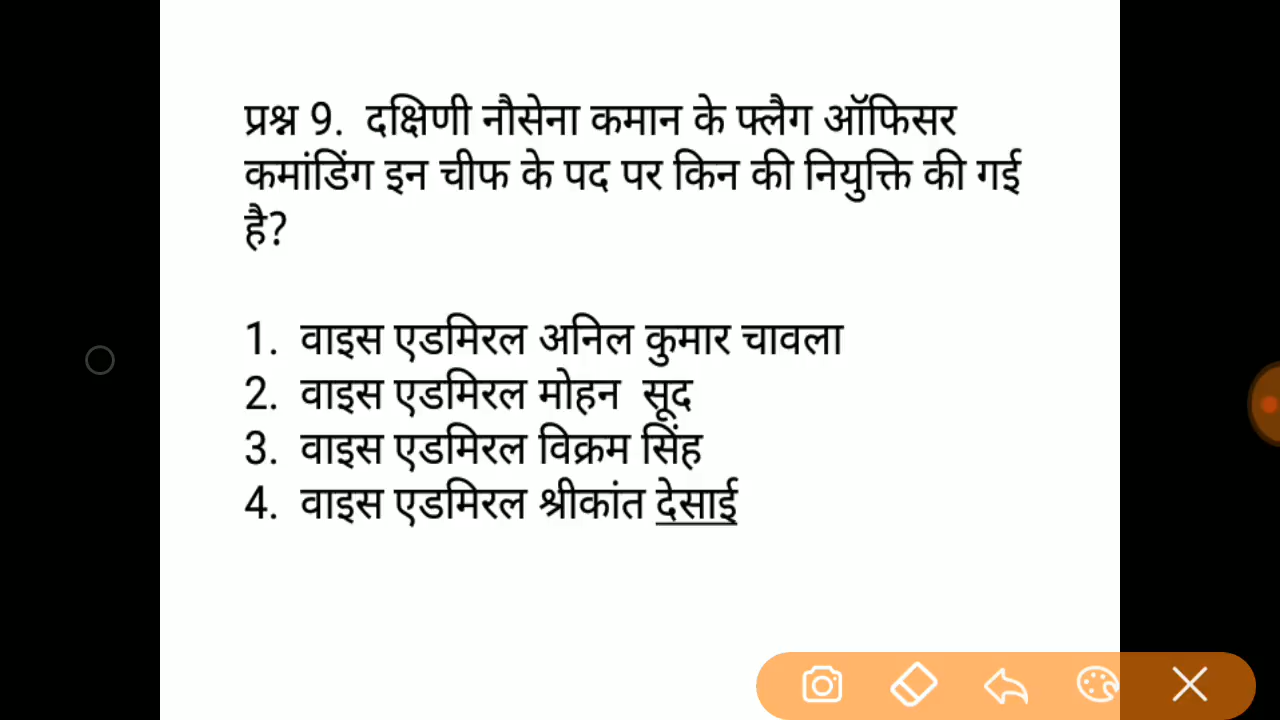 प्रश्न 9. दक्षिणी नौसेना कमान के फ्लैग ऑफिसर
कमांडिंग इन चीफ के पद पर किन की नियुक्ति की गई
है?
1. वाइस एडमिरल अनिल कुमार चावला
2. वाइस एडमिरल मोहन सूद
3. वाइस एडमिरल विक्रम सिंह
4. वाइस एडमिरल श्रीकांत देसाई